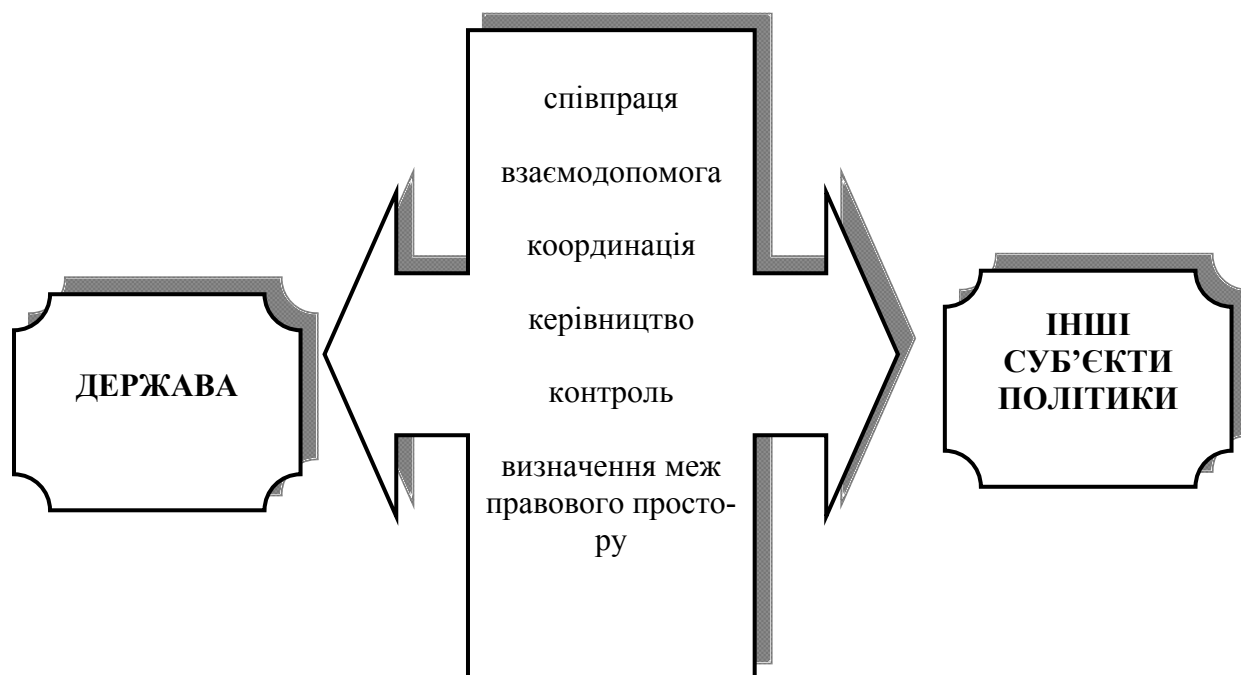 співпраця
взаємодопомога
координація
керівництво
контроль
визначення меж
правового просто-
ру
ДЕРЖАВА
ІНШІ
СУБ’ЄКТИ
ПОЛІТИКИ